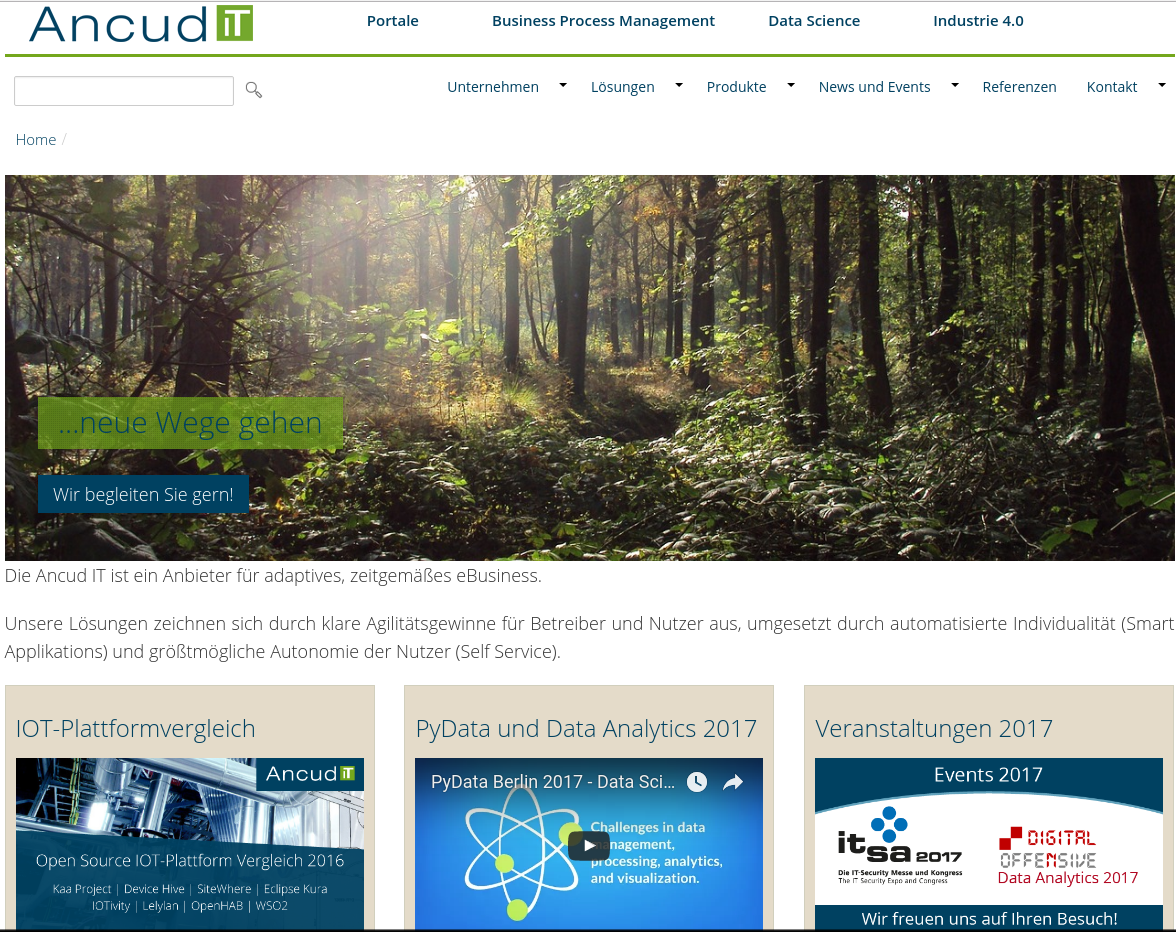 Ancud iT
Portale Business Process Management Data Science Industrie 4.0
Unternehmen Lösungen Produkte News und Events Referenzen Kontakt
Home /
...neue Wege gehen
Wir begleiten Sie gern!
Die Ancud IT ist ein Anbieter für adaptives, zeitgemäßes eBusiness.
Unsere Lösungen zeichnen sich durch klare Agilitätsgewinne für Betreiber und Nutzer aus, umgesetzt durch automatisierte Individualität (Smart
Applikations) und größtmögliche Autonomie der Nutzer (Self Service).
IOT-Plattformvergleich
Ancud iT
Open Source IOT-Plattform Vergleich 2016
Kaa Project | Device Hive | SiteWhere | Eclipse Kura
IOTivity | Lelylan | OpenHAB | WSO2
PyData und Data Analytics 2017
PyData Berlin 2017 - Data Sci...
Challenges in data
management,
processing, analytics,
and visualization.
Veranstaltungen 2017
Events 2017
it sa 2017
Die IT-Security Messe und Kongress
The IT Security Expo and Congress
DIGITAL
OFFENSIVE
Data Analytics 2017
Wir freuen uns auf Ihren Besuch!